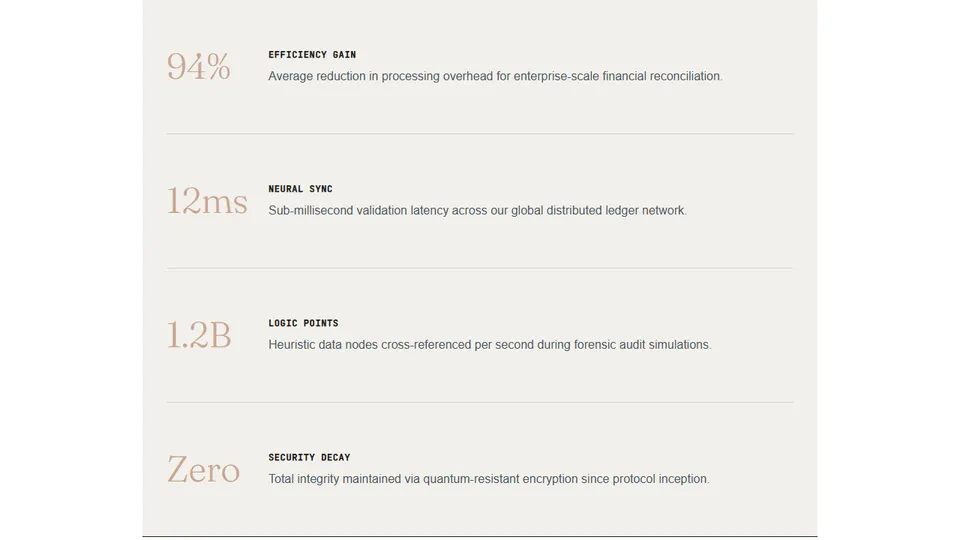 94%
EFFICIENCY GAIN
Average reduction in processing overhead for enterprise-scale financial reconciliation.
12ms
NEURAL SYNC
Sub-millisecond validation latency across our global distributed ledger network.
1.2B
LOGIC POINTS
Heuristic data nodes cross-referenced per second during forensic audit simulations.
Zero
SECURITY DECAY
Total integrity maintained via quantum-resistant encryption since protocol inception.